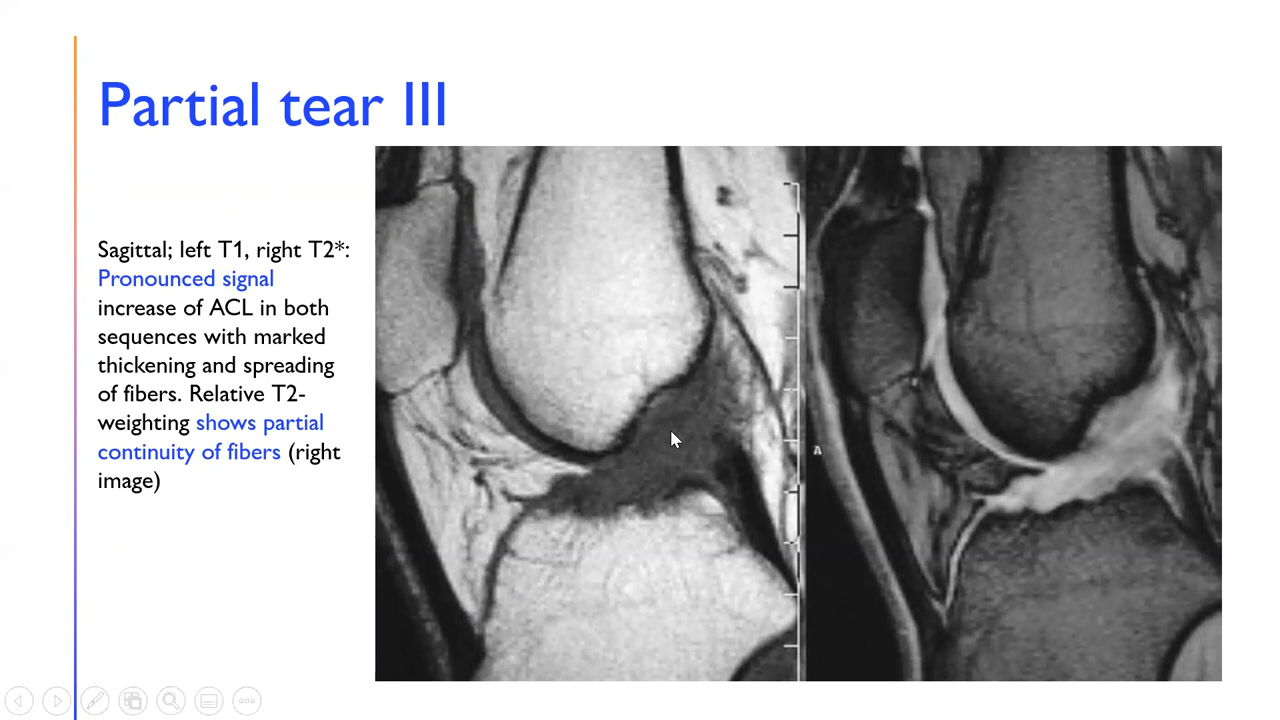 Partial tear III
Sagittal; left T1, right T2*:
Pronounced signal
increase of ACL in both
sequences with marked
thickening and spreading
of fibers. Relative T2-
weighting shows partial
continuity of fibers (right
image)
A